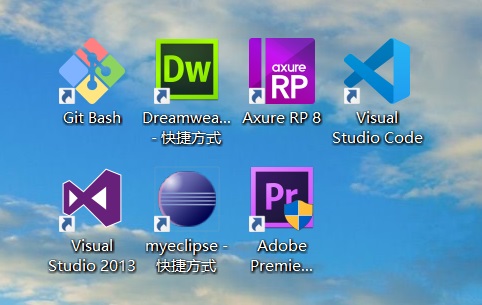 Dw
axure
RP
Git Bash
Dreamwea...
- 快捷方式
Axure RP 8
Visual
Studio Code
Pr
Visual
Studio 2013
myeclipse -
快捷方式
Adobe
Premie...